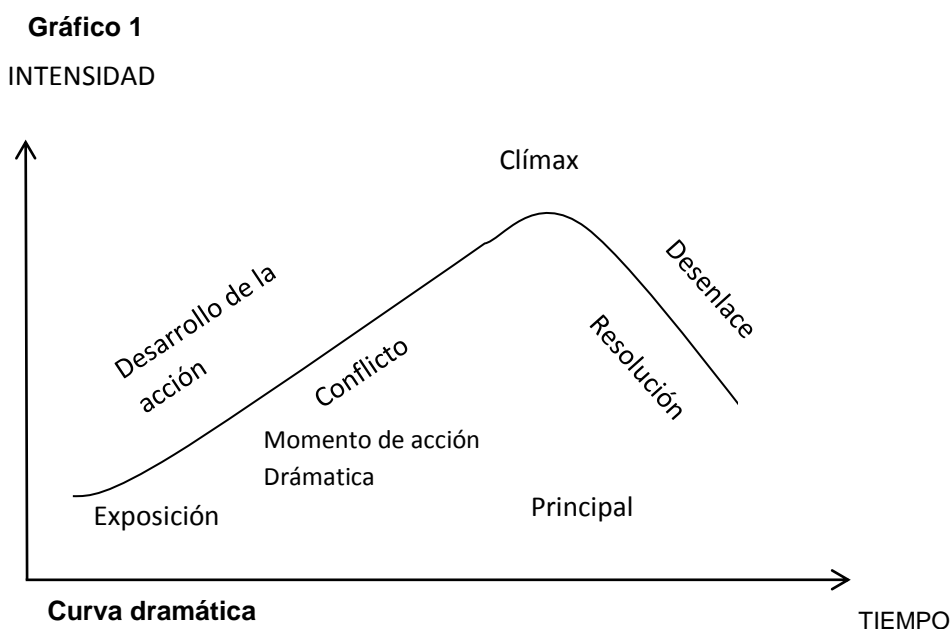 Gráfico 1
INTENSIDAD
Clímax
Desarrollo de la
acción
Conflicto
Desenlace
Resolución
Momento de acción
Drámatica
Exposición
Principal
Curva dramática
TIEMPO